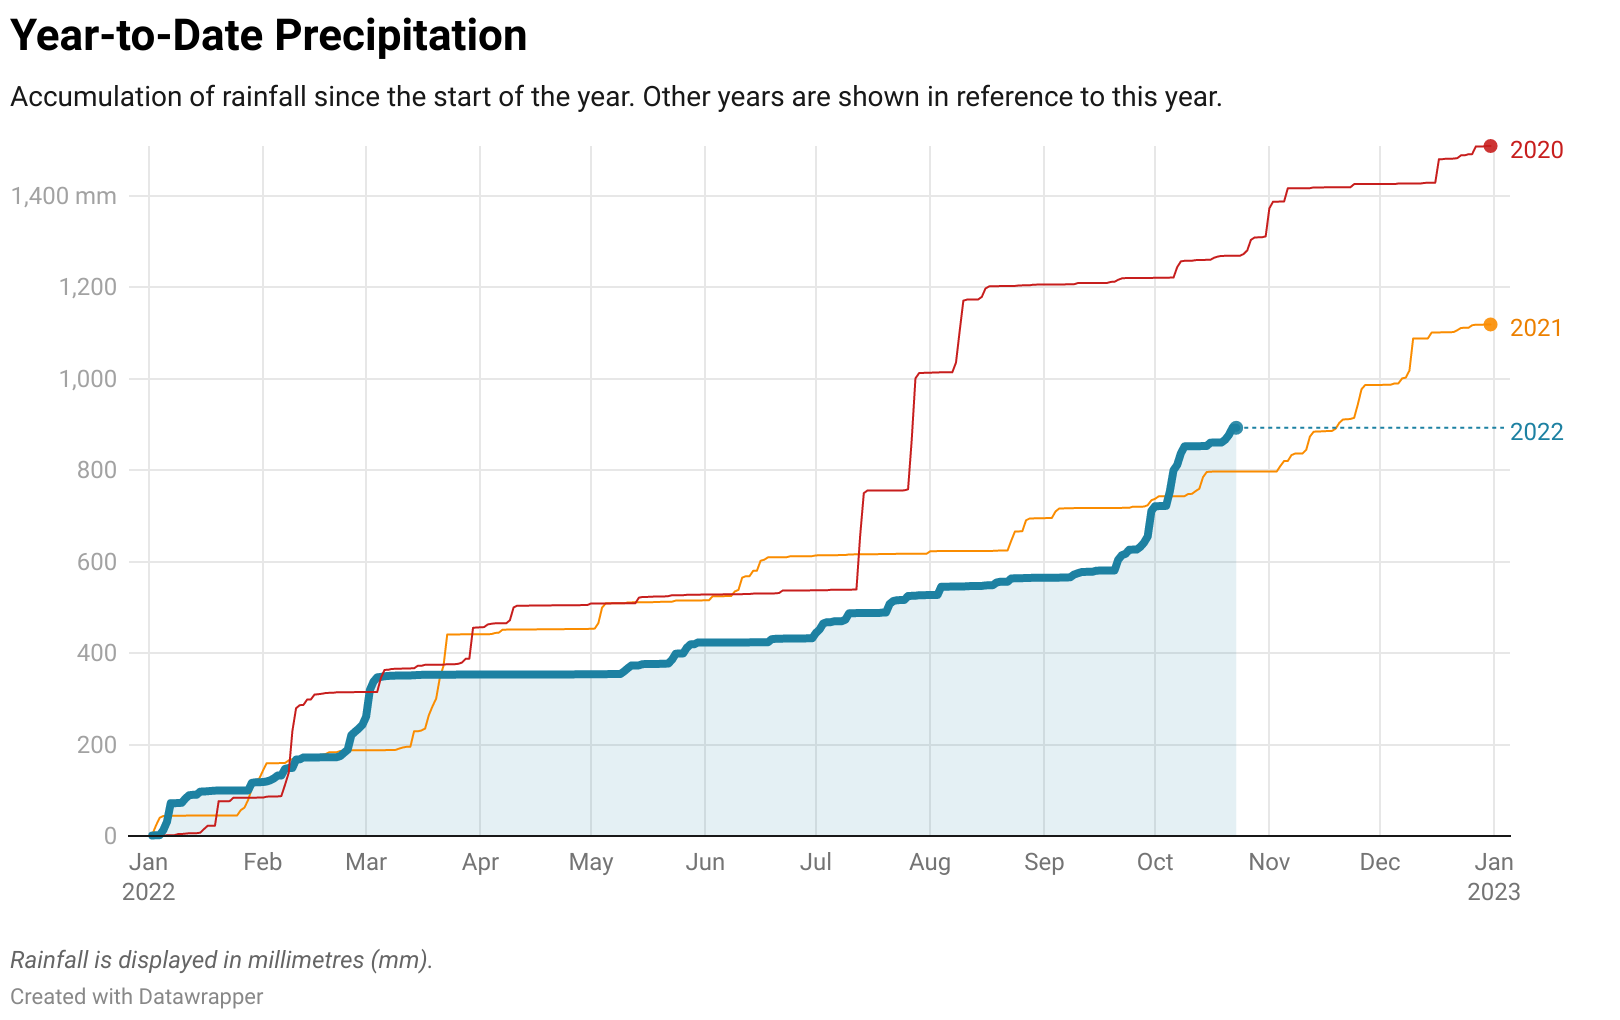 Year-to-Date Precipitation
Accumulation of rainfall since the start of the year. Other years are shown in reference to this year.
2020
1,400 mm
1,200
2021
1,000
2022
800
600
400
200
0
Jan Feb Mar Apr May Jun Jul Aug Sep Oct Nov Dec Jan
2022 2023
Rainfall is displayed in millimetres (mm).
Created with Datawrapper